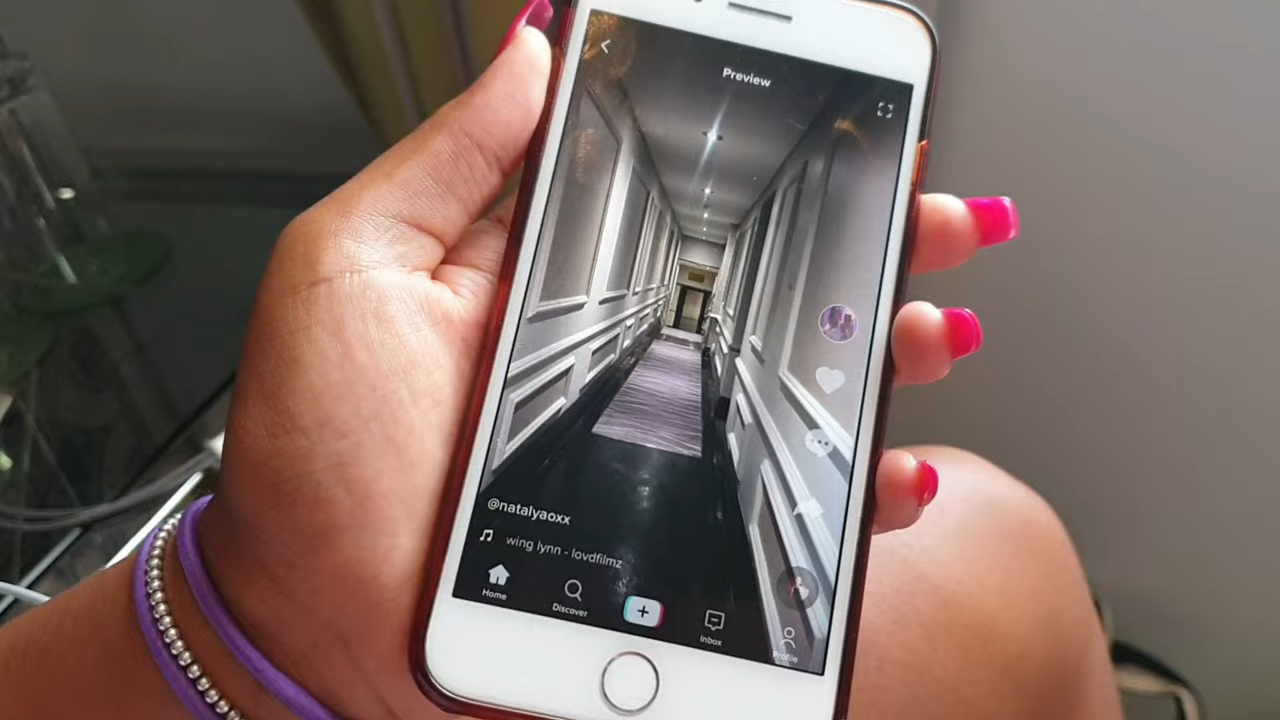 Preview
@natalyaoxx
wing lynn - lovdfilmz
Home
Discover
Inbox
Profile